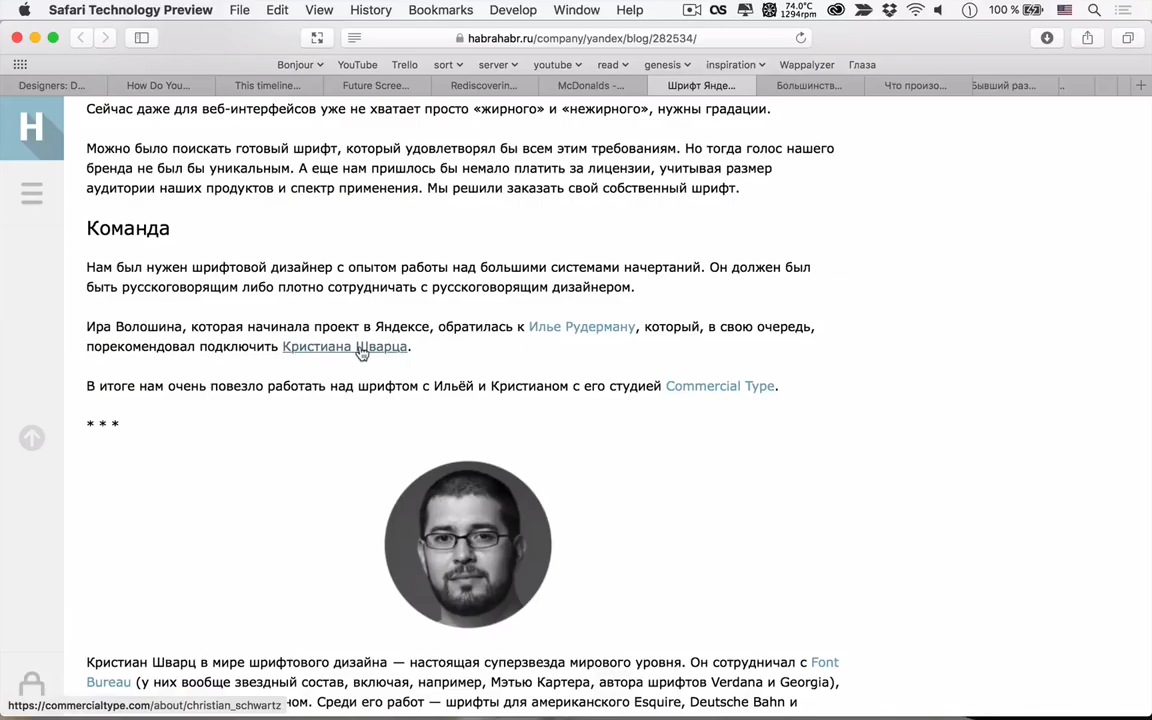 Safari Technology Preview File Edit View History Bookmarks Develop Window Help 74.0°C 1294rpm 100 %
habrahabr.ru/company/yandex/blog/282534/
Bonjour YouTube Trello sort server youtube read genesis inspiration Wappalyzer Глаза
Designers: D... How Do You... This timeline... Future Scree... Rediscoverin... McDonalds -... Шрифт Янде... Большинств... Что произо... Бывший раз...
H
Сейчас даже для веб-интерфейсов уже не хватает просто «жирного» и «нежирного», нужны градации.
Можно было поискать готовый шрифт, который удовлетворял бы всем этим требованиям. Но тогда голос нашего
бренда не был бы уникальным. А еще нам пришлось бы немало платить за лицензии, учитывая размер
аудитории наших продуктов и спектр применения. Мы решили заказать свой собственный шрифт.
Команда
Нам был нужен шрифтовой дизайнер с опытом работы над большими системами начертаний. Он должен был
быть русскоговорящим либо плотно сотрудничать с русскоговорящим дизайнером.
Ира Волошина, которая начинала проект в Яндексе, обратилась к Илье Рудерману, который, в свою очередь,
порекомендовал подключить Кристиана Шварца.
В итоге нам очень повезло работать над шрифтом с Ильёй и Кристианом с его студией Commercial Type.
* * *
Кристиан Шварц в мире шрифтового дизайна — настоящая суперзвезда мирового уровня. Он сотрудничал с Font
Bureau (у них вообще звездный состав, включая, например, Мэтью Картера, автора шрифтов Verdana и Georgia),
https://commercialtype.com/about/christian_schwartz ном. Среди его работ — шрифты для американского Esquire, Deutsche Bahn и